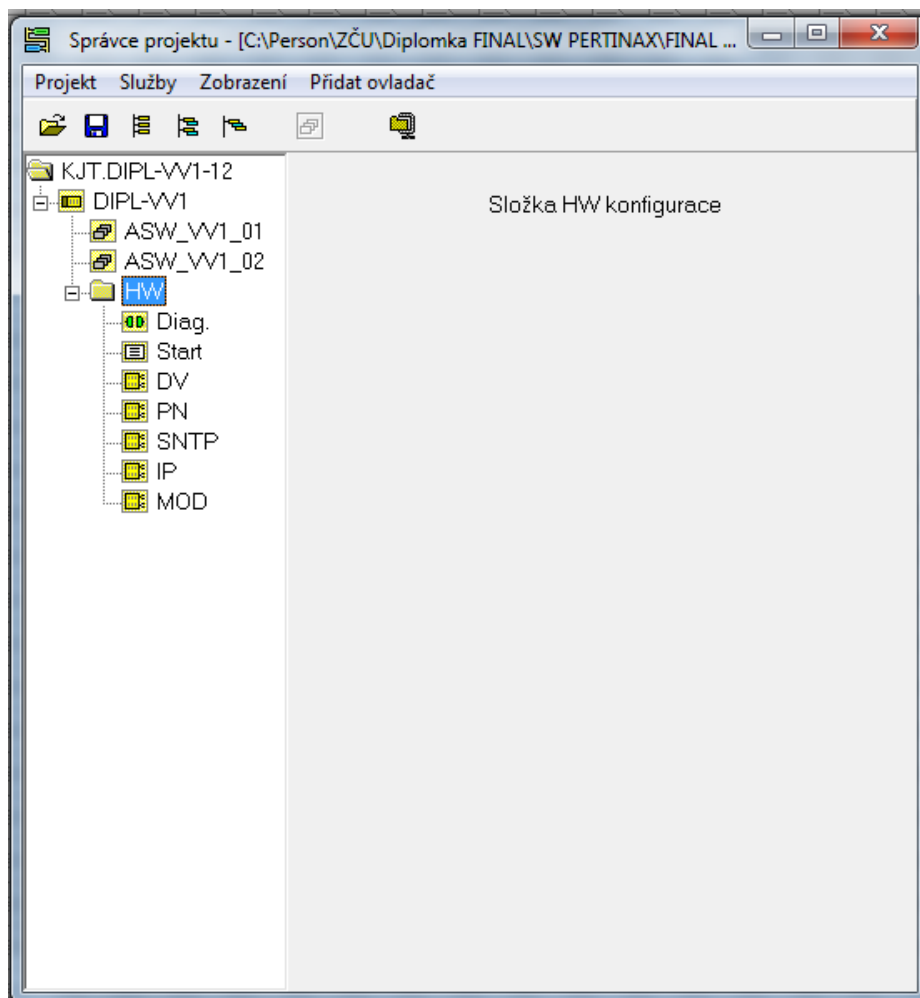 Správce projektu - [C:\Person\ZČU\Diplomka FINAL\SW PERTINAX\FINAL ...
Projekt Služby Zobrazení Přidat ovladač
KJT.DIPL-VV1-12
DIPL-VV1
ASW_VV1_01
ASW_VV1_02
HW
Diag.
Start
DV
PN
SNTP
IP
MOD
Složka HW konfigurace